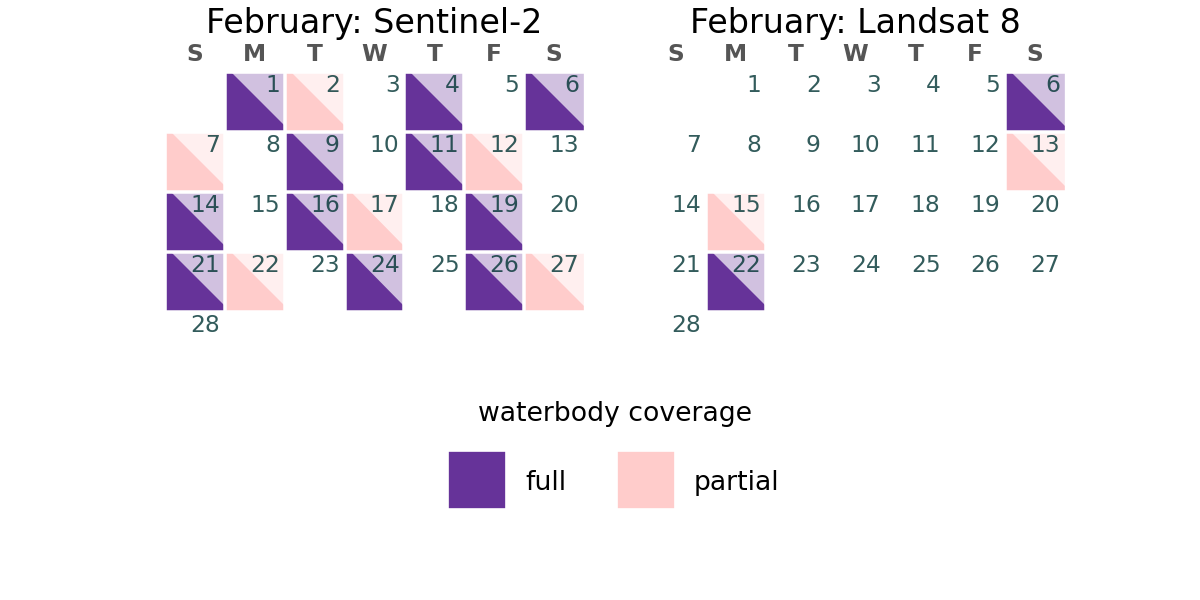 February: Sentinel-2
S M T W T F S
1 2 3 4 5 6
7 8 9 10 11 12 13
14 15 16 17 18 19 20
21 22 23 24 25 26 27
28
February: Landsat 8
S M T W T F S
1 2 3 4 5 6
7 8 9 10 11 12 13
14 15 16 17 18 19 20
21 22 23 24 25 26 27
28
waterbody coverage
full partial